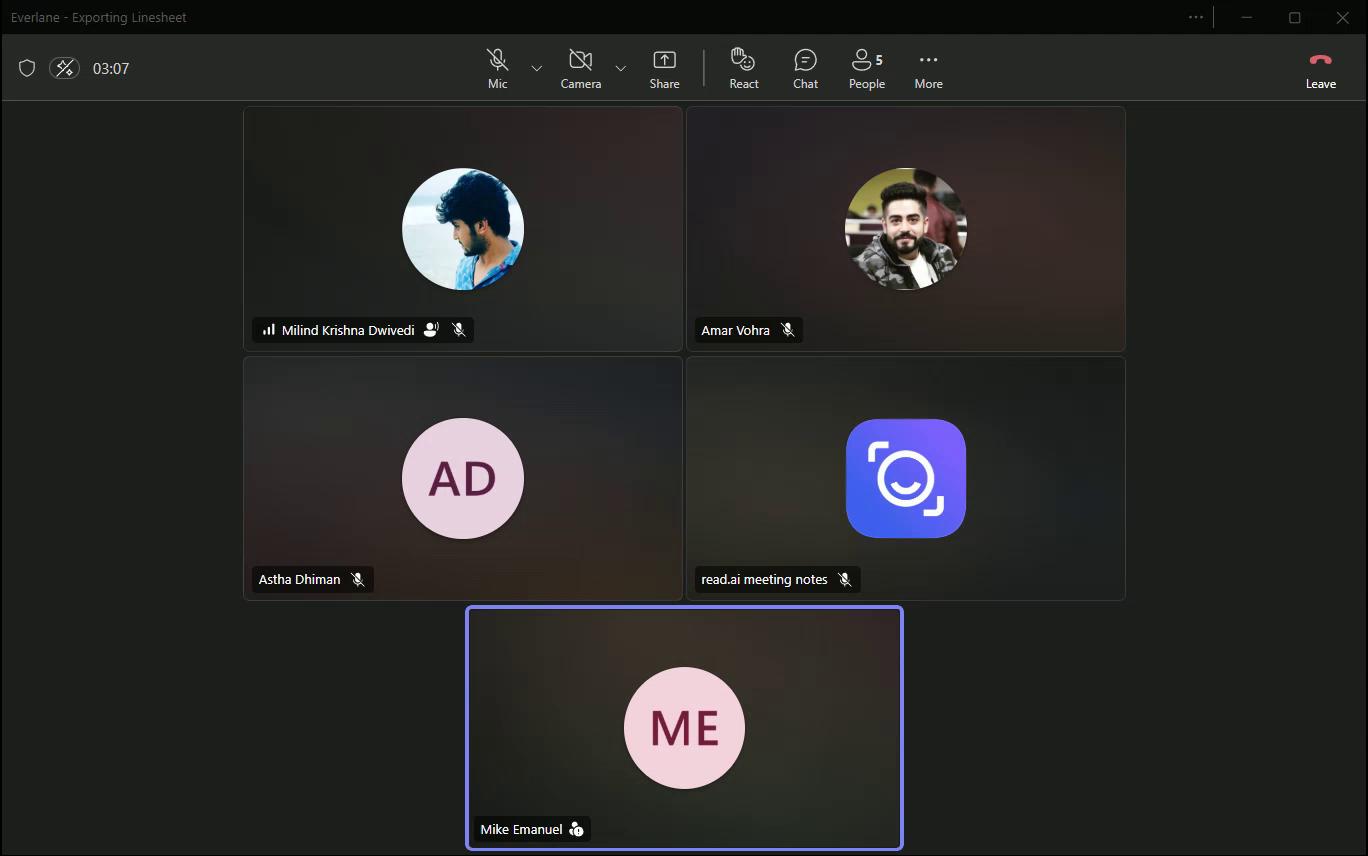 Everlane - Exporting Linesheet
03:07
Mic
Camera
Share
React
Chat
5
People
More
Leave
Milind Krishna Dwivedi
Amar Vohra
AD
Astha Dhiman
read.ai meeting notes
ME
Mike Emanuel